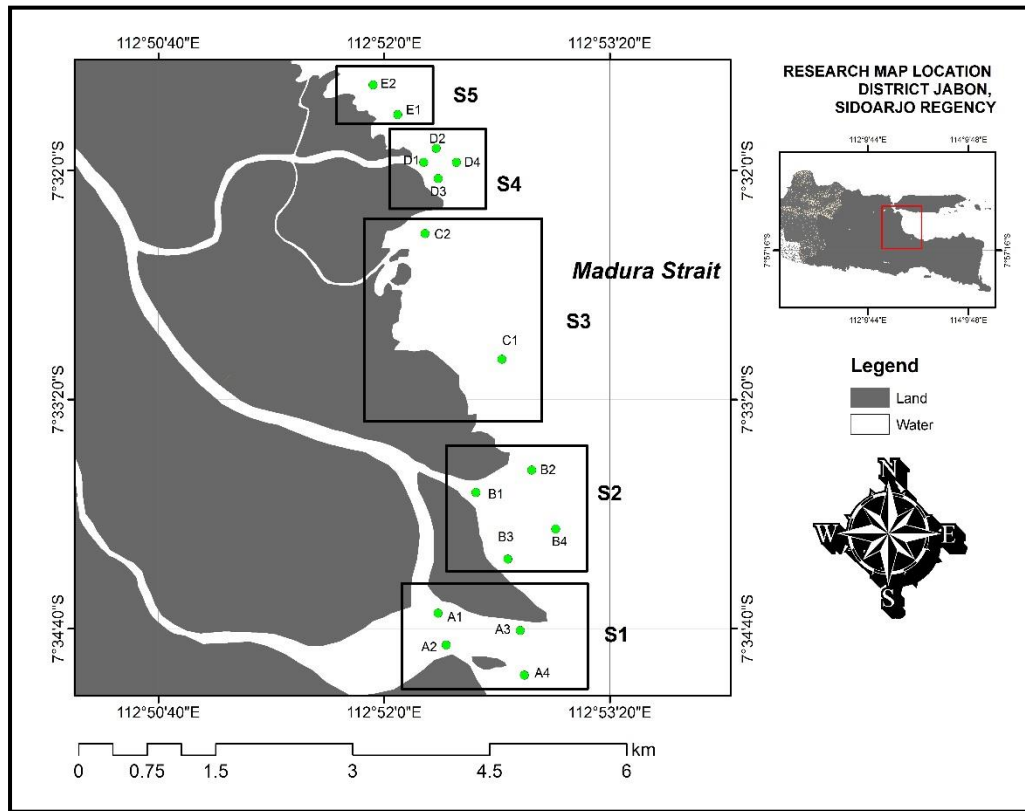 112°50'40"E 112°52'0"E 112°53'20"E
RESEARCH MAP LOCATION
DISTRICT JABON,
SIDOARJO REGENCY
E2
S5
E1
D2
D1
D4
S4
D3
7°32'0"S
7°32'0"S
C2
Madura Strait
S3
C1
7°33'20"S
7°33'20"S
B2
B1
S2
B4
B3
A1
A3
S1
A2
A4
7°34'40"S
7°34'40"S
112°50'40"E 112°52'0"E 112°53'20"E
km
0 0.75 1.5 3 4.5 6
112°9'44"E 114°9'48"E
7°57'16"S
7°57'16"S
112°9'44"E 114°9'48"E
Legend
Land
Water
N
W E
S